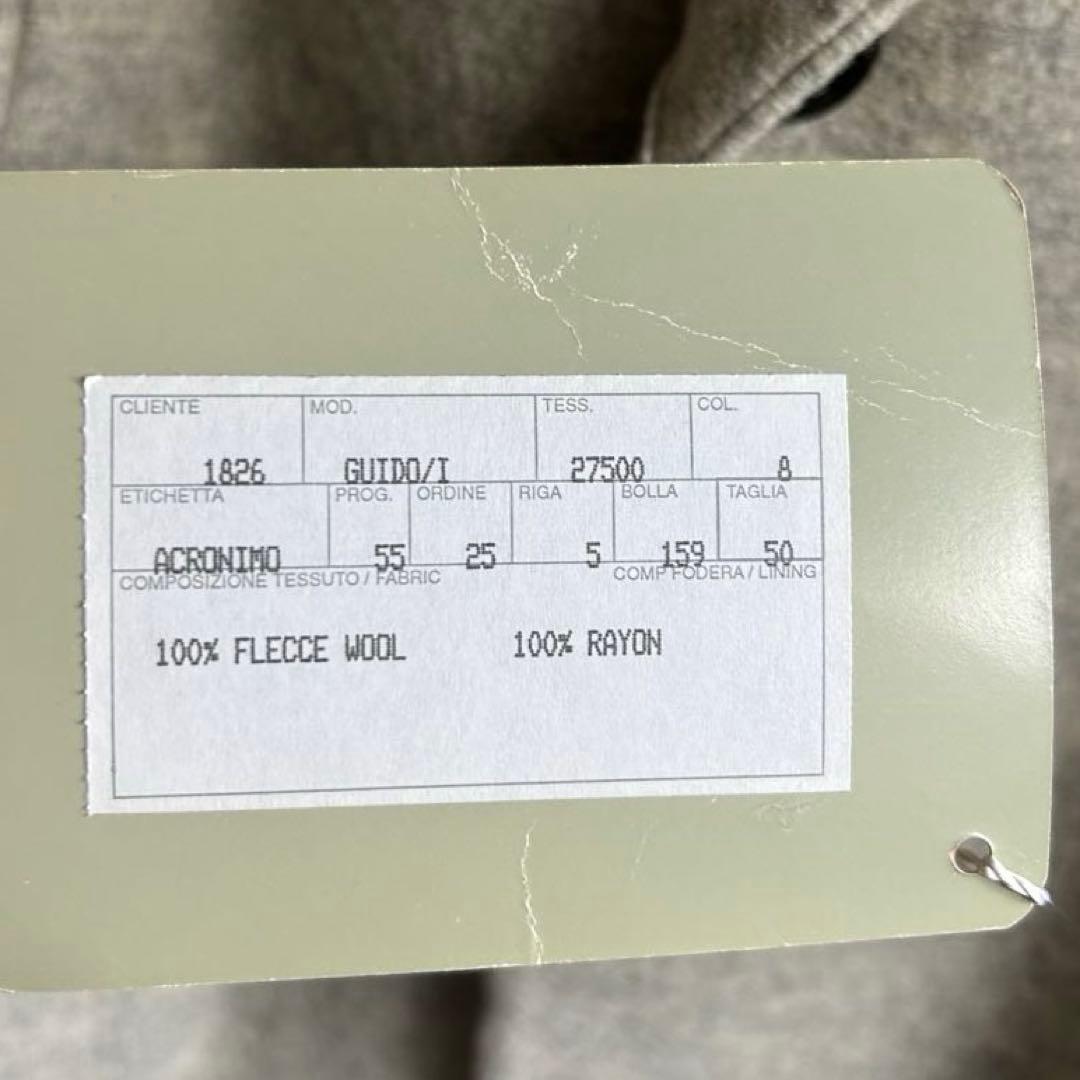 CLIENTE MOD. TESS. COL.
1826 GUIDO/I 27500 8
ETICHETTA PROG. ORDINE RIGA BOLLA TAGLIA
ACRONIMO 55 25 5 159 50
COMPOSIZIONE TESSUTO / FABRIC COMP FODERA / LINING
100% FLECCE WOOL 100% RAYON